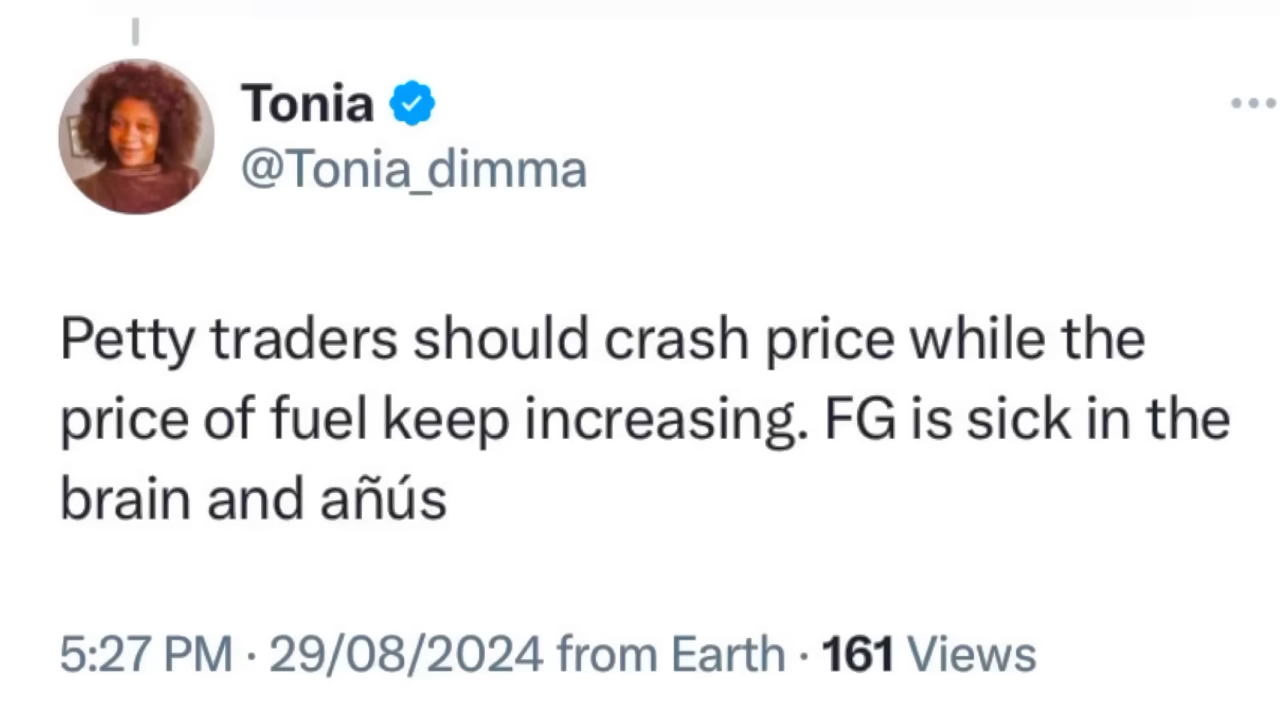 Tonia
@Tonia_dimma
Petty traders should crash price while the
price of fuel keep increasing. FG is sick in the
brain and añús
5:27 PM · 29/08/2024 from Earth · 161 Views